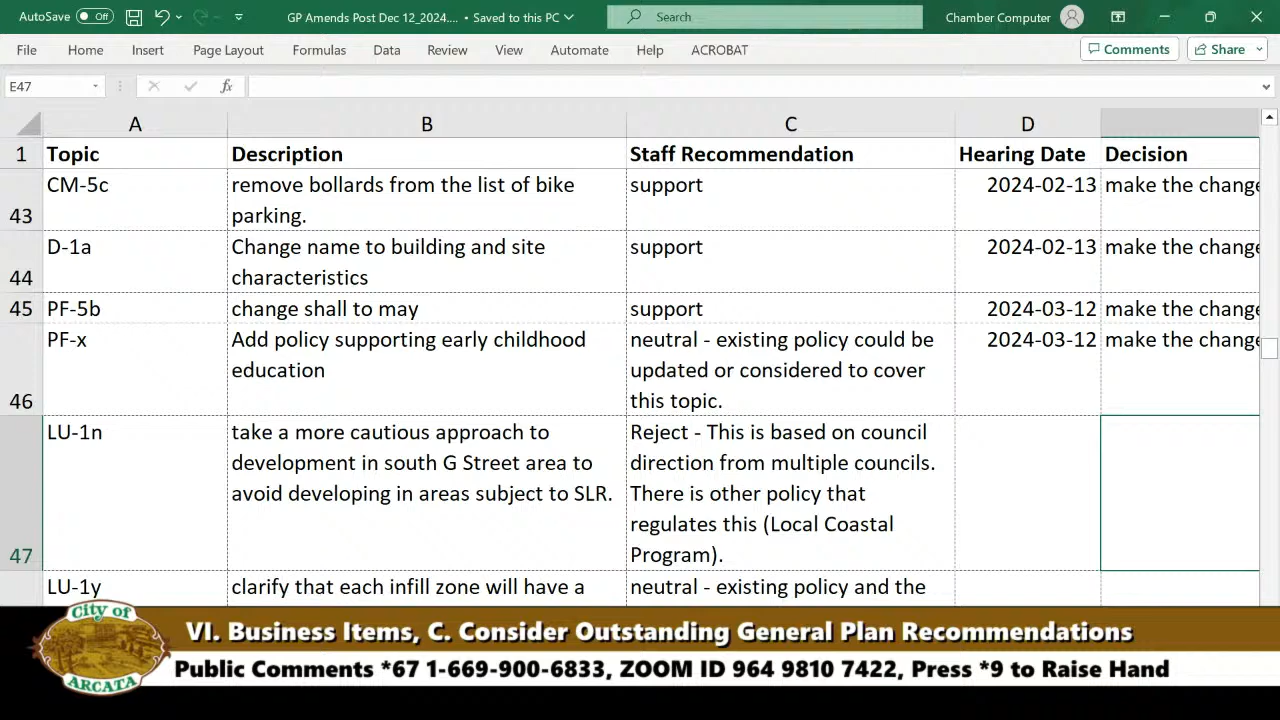 AutoSave Off GP Amends Post Dec 12_2024.... • Saved to this PC Search Chamber Computer
File Home Insert Page Layout Formulas Data Review View Automate Help ACROBAT Comments Share
E47 fx
A B C D
1 Topic Description Staff Recommendation Hearing Date Decision
CM-5c remove bollards from the list of bike support 2024-02-13 make the change
43 parking.
D-1a Change name to building and site support 2024-02-13 make the change
44 characteristics
45 PF-5b change shall to may support 2024-03-12 make the change
PF-x Add policy supporting early childhood neutral - existing policy could be 2024-03-12 make the change
education updated or considered to cover
46 this topic.
LU-1n take a more cautious approach to Reject - This is based on council
development in south G Street area to direction from multiple councils.
avoid developing in areas subject to SLR. There is other policy that
regulates this (Local Coastal
47 Program).
LU-1y clarify that each infill zone will have a neutral - existing policy and the
City of
ARCATA
VI. Business Items, C. Consider Outstanding General Plan Recommendations
Public Comments *67 1-669-900-6833, ZOOM ID 964 9810 7422, Press *9 to Raise Hand